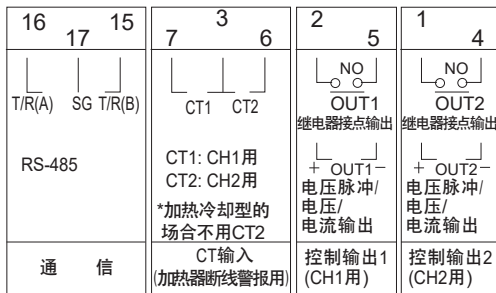 16 15
17
T/R(A) SG T/R(B)
RS-485
通 信
3
7 6
CT1 CT2
CT1: CH1用
CT2: CH2用
*加热冷却型的
场合不用CT2
CT输入
(加热器断线警报用)
2
5
NO
OUT1
继电器接点输出
+ OUT1 −
电压脉冲/
电压/
电流输出
控制输出1
(CH1用)
1
4
NO
OUT2
继电器接点输出
+ OUT2 −
电压脉冲/
电压/
电流输出
控制输出2
(CH2用)